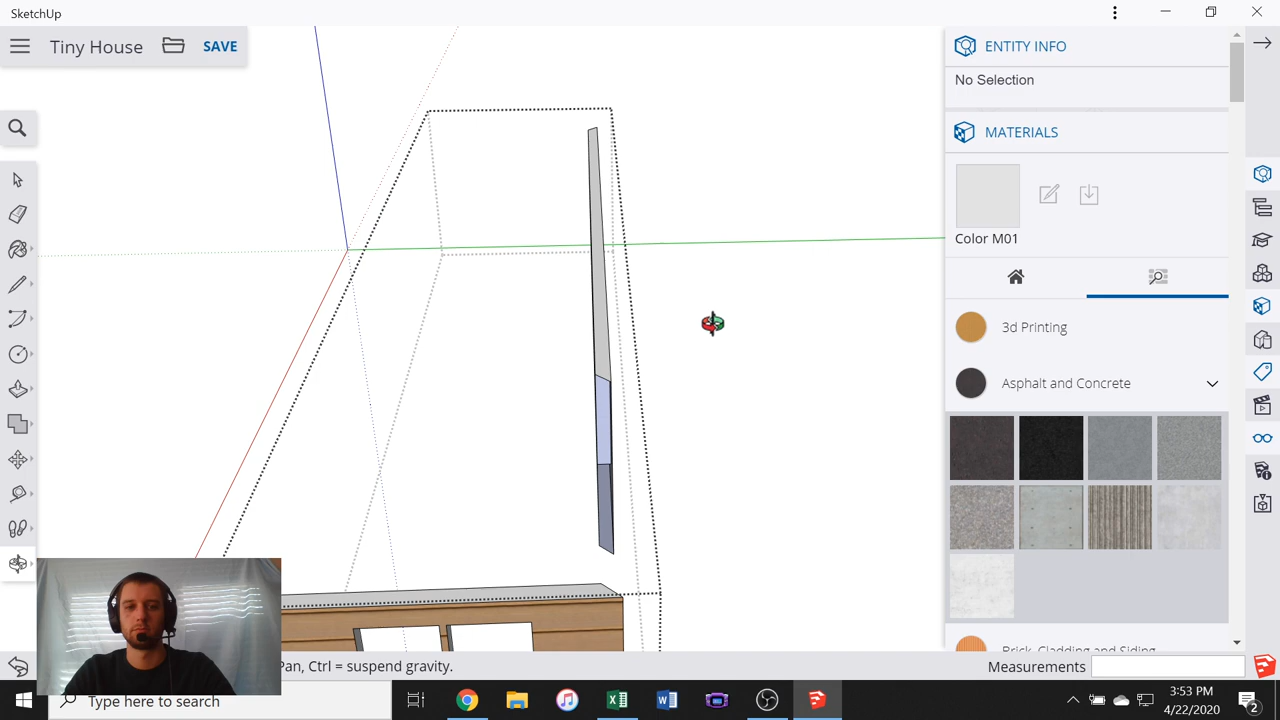 SketchUp
Tiny House
SAVE
ENTITY INFO
No Selection
MATERIALS
Color M01
3d Printing
Asphalt and Concrete
Brick, Cladding and Siding
Pan, Ctrl = suspend gravity.
Measurements
Type here to search
3:53 PM
4/22/2020
2